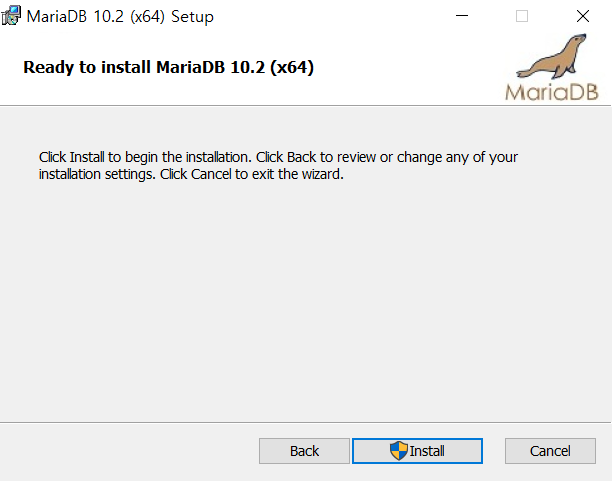 MariaDB 10.2 (x64) Setup
Ready to install MariaDB 10.2 (x64)
MariaDB
Click Install to begin the installation. Click Back to review or change any of your
installation settings. Click Cancel to exit the wizard.
Back
Install
Cancel